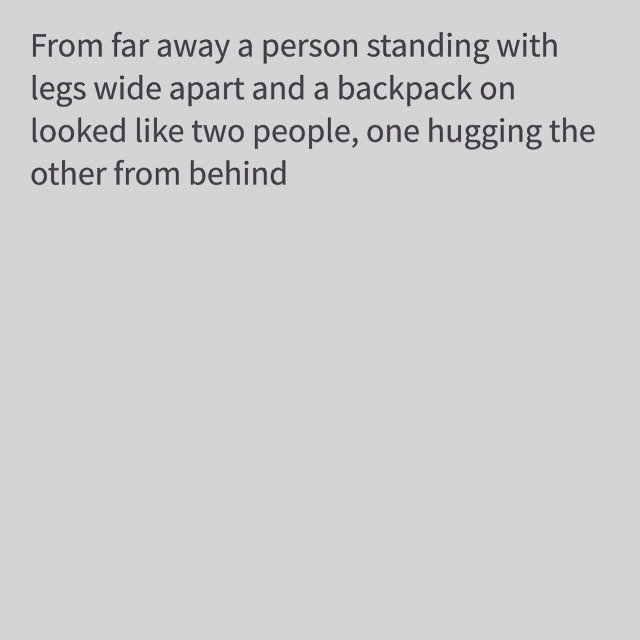 From far away a person standing with
legs wide apart and a backpack on
looked like two people, one hugging the
other from behind